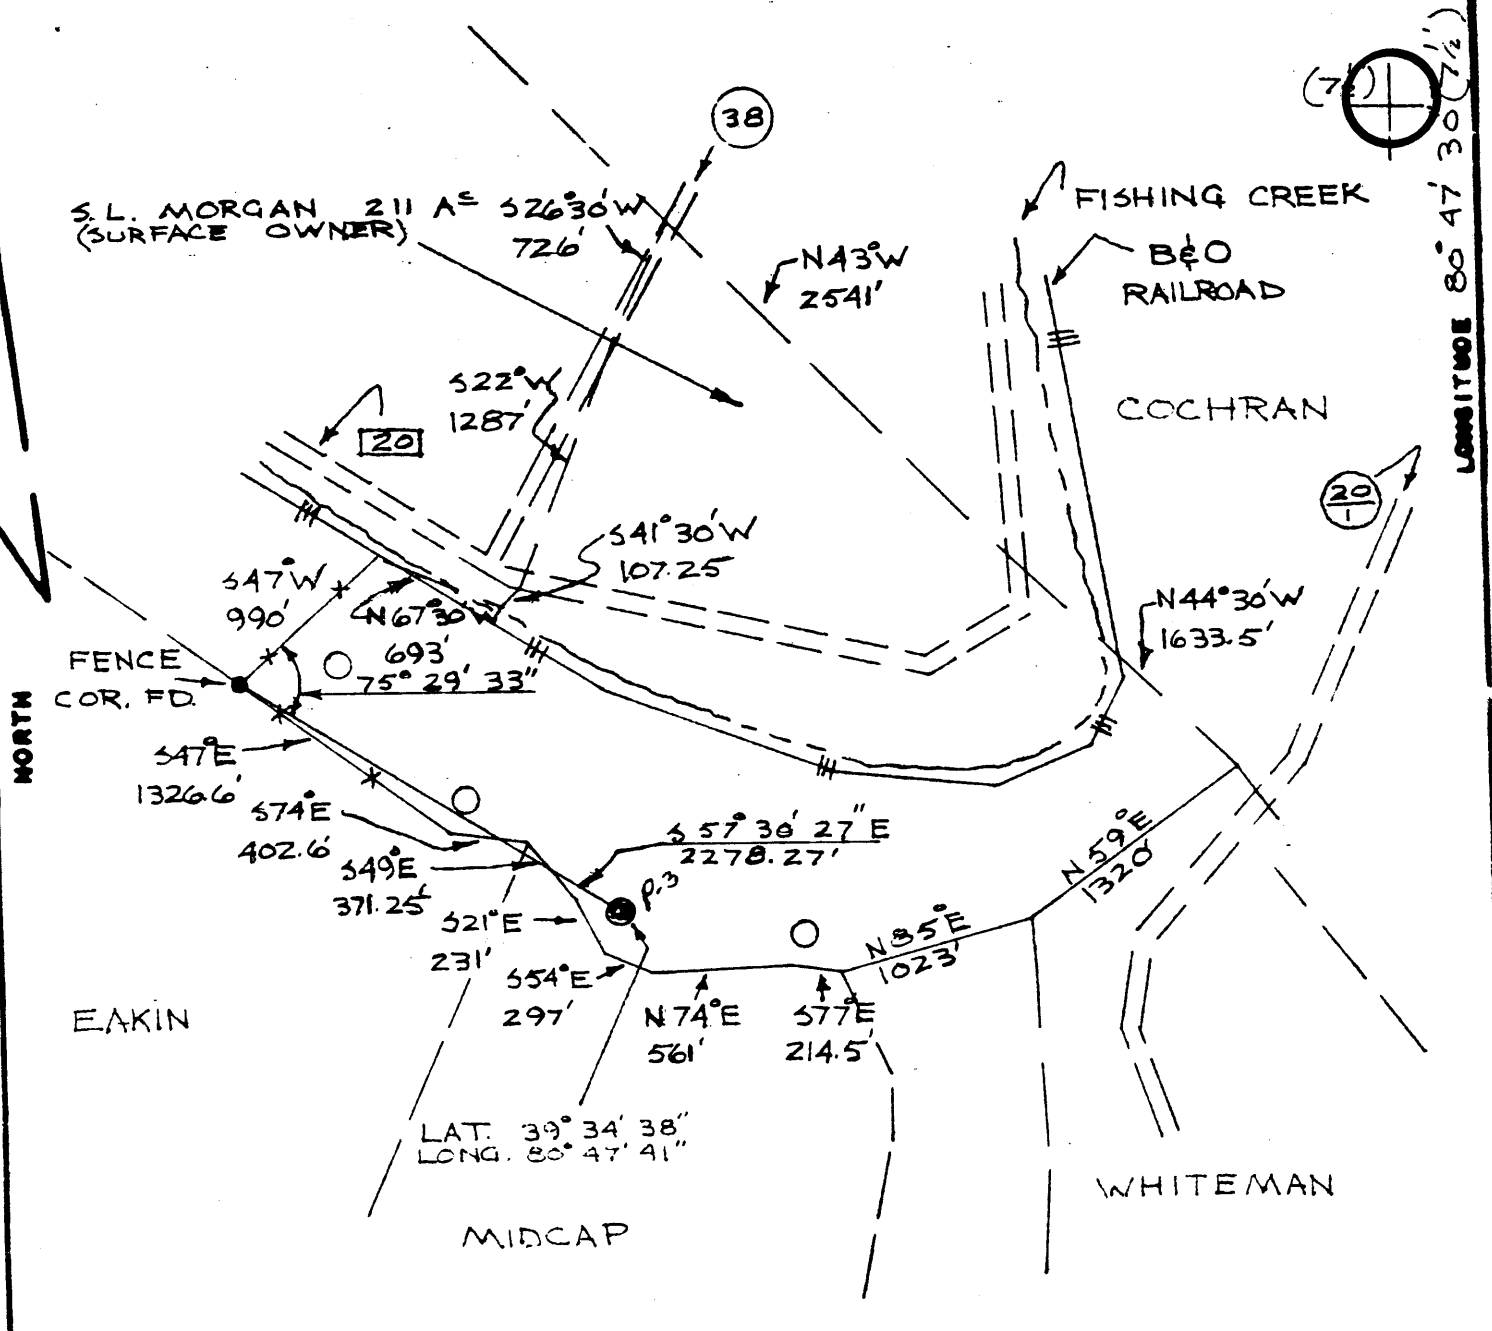 38
(7½')
LONGITUDE 80° 47' 30 (7½')
S.L. MORGAN 211 Aᶜˢ
(SURFACE OWNER)
S26°30'W
726'
FISHING CREEK
B&O
RAILROAD
N43°W
2541'
S22°W
1287'
COCHRAN
20
20
1
S41°30'W
107.25
S47°W
990'
N67°30'W
693'
75° 29' 33"
N44°30'W
1633.5'
FENCE
COR. FD.
NORTH
S47°E
1326.6'
S74°E
402.6'
S49°E
371.25'
S 57° 30' 27" E
2278.27'
P.3
N 59°E
1320'
S21°E
231'
N85°E
1023'
S54°E
297'
N74°E
561'
S77°E
214.5'
EAKIN
LAT. 39° 34' 38"
LONG. 80° 47' 41"
WHITEMAN
MIDCAP